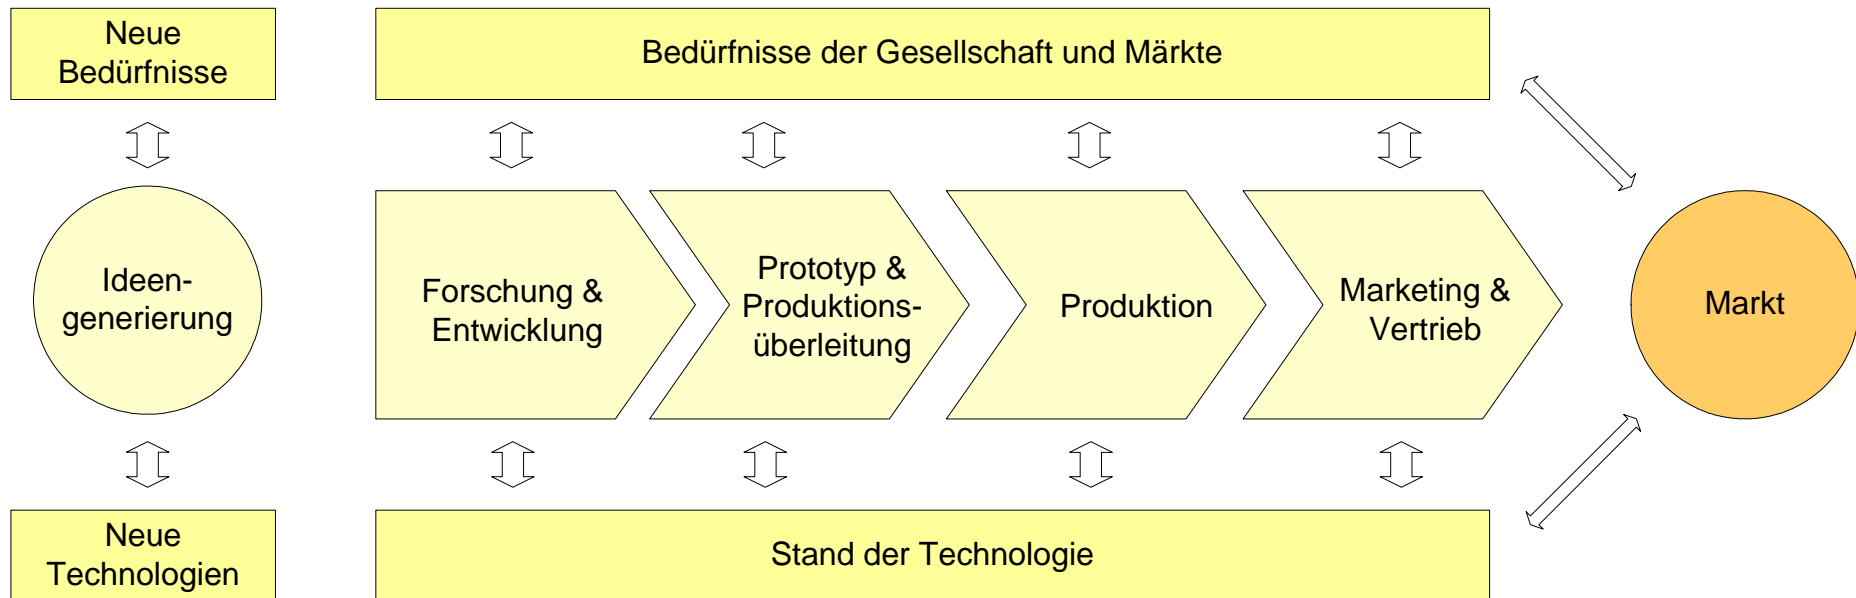 Neue
Bedürfnisse
Bedürfnisse der Gesellschaft und Märkte
Ideen-
generierung
Forschung &
Entwicklung
Prototyp &
Produktions-
überleitung
Produktion
Marketing &
Vertrieb
Markt
Neue
Technologien
Stand der Technologie